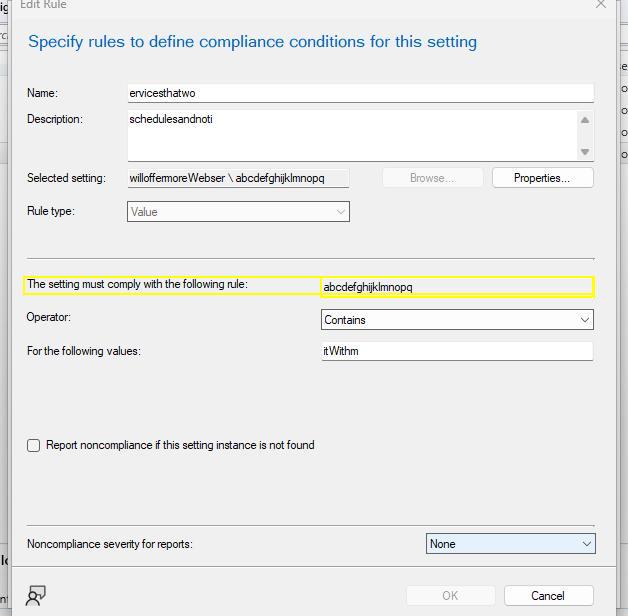 Edit Rule
Specify rules to define compliance conditions for this setting
Name:
ervicesthatwo
Description:
schedulesandnoti
Selected setting:
willoffermoreWebser \ abcdefghijklmnopq
Browse...
Properties...
Rule type:
Value
The setting must comply with the following rule:
abcdefghijklmnopq
Operator:
Contains
For the following values:
itWithm
Report noncompliance if this setting instance is not found
Noncompliance severity for reports:
None
OK
Cancel